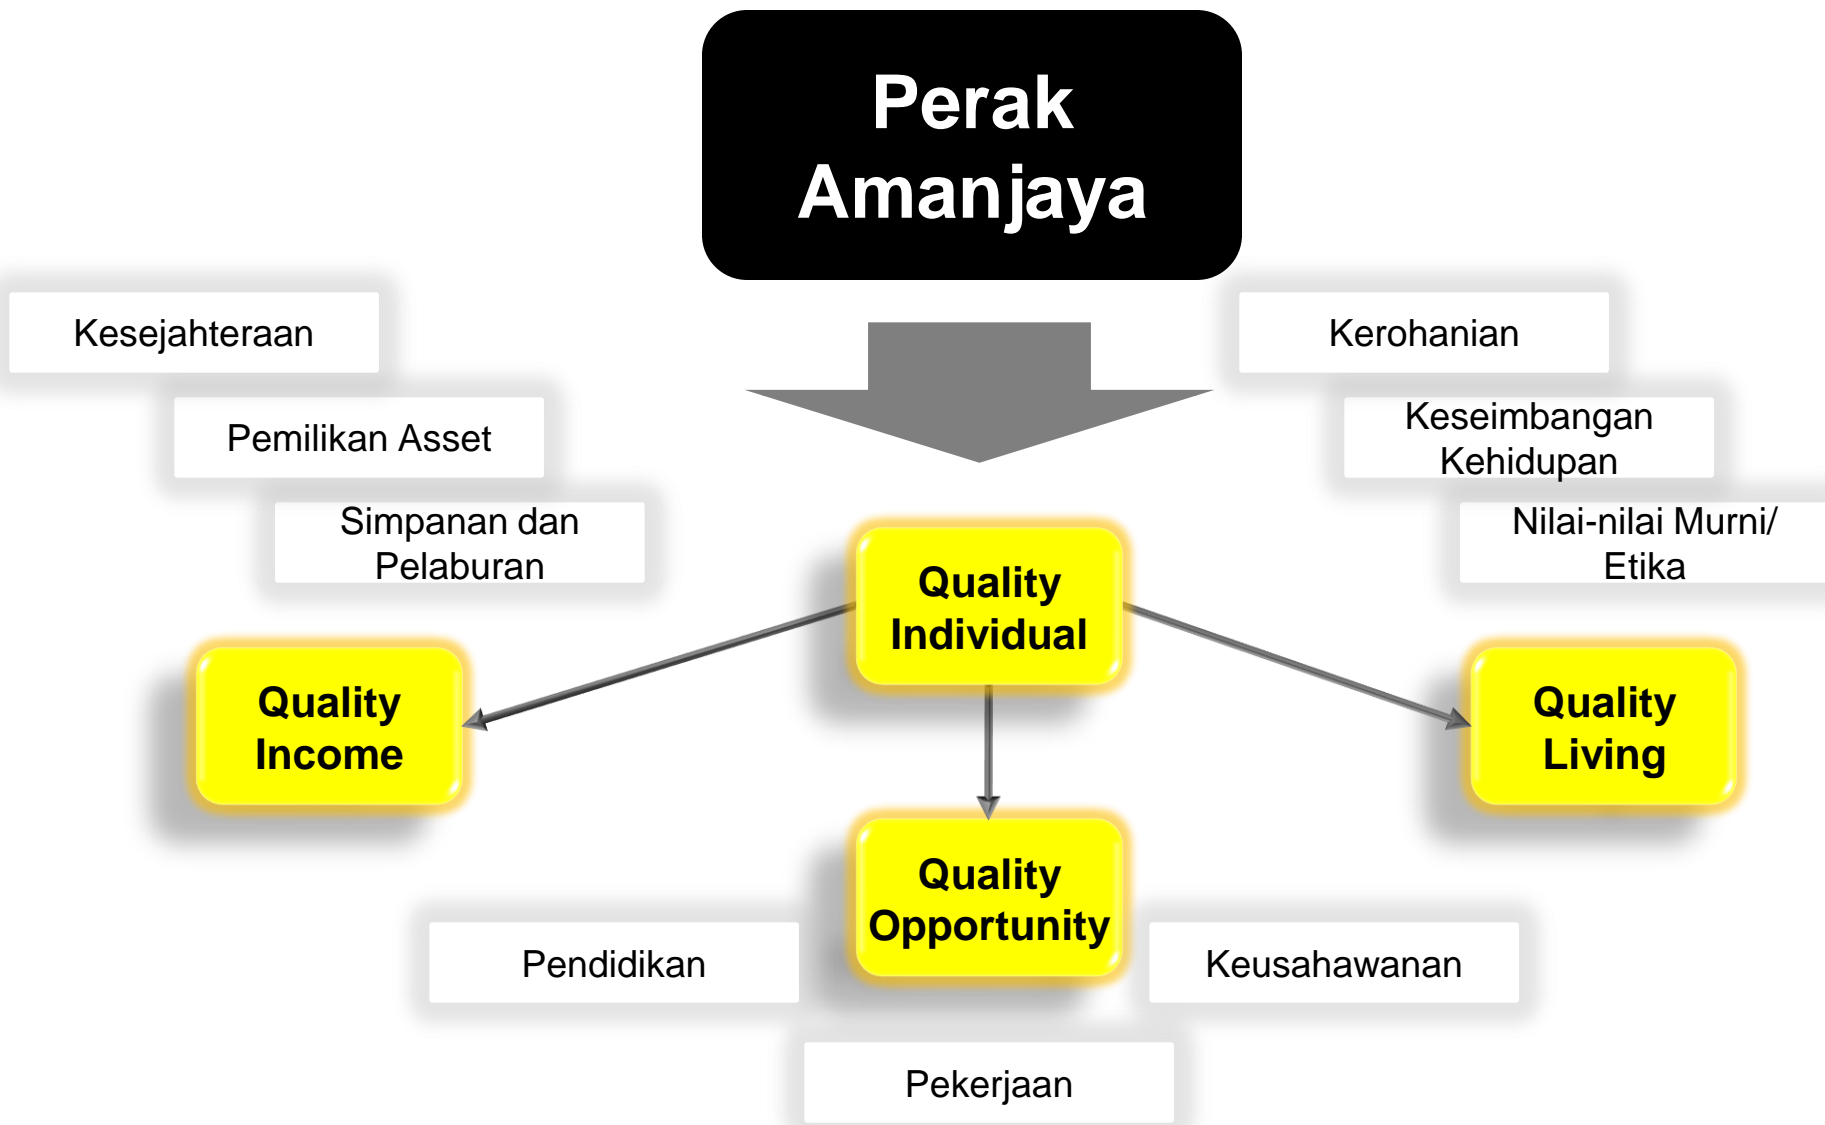 Perak
Amanjaya
Kesejahteraan
Pemilikan Asset
Simpanan dan
Pelaburan
Kerohanian
Keseimbangan
Kehidupan
Nilai-nilai Murni/
Etika
Quality
Individual
Quality
Income
Quality
Living
Quality
Opportunity
Pendidikan
Keusahawanan
Pekerjaan